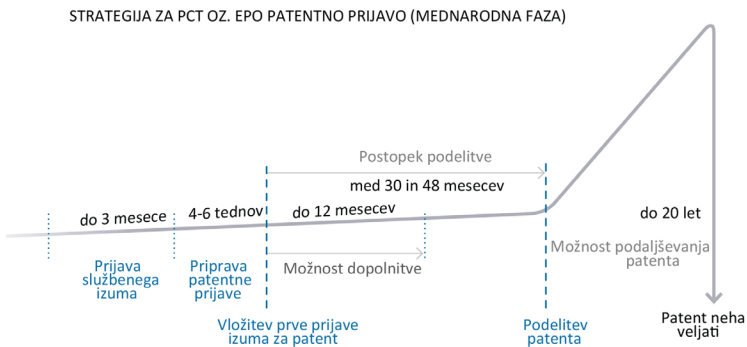 STRATEGIJA ZA PCT OZ. EPO PATENTNO PRIJAVO (MEDNARODNA FAZA)
Postopek podelitve
med 30 in 48 mesecev
do 3 mesece
4-6 tednov
do 12 mesecev
do 20 let
Možnost podaljševanja
patenta
Prijava
službenega
izuma
Priprava
patentne
prijave
Možnost dopolnitve
Vložitev prve prijave
izuma za patent
Podelitev
patenta
Patent neha
veljati